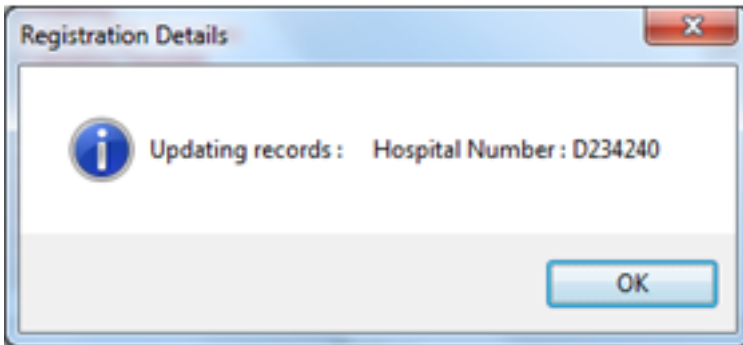 Registration Details
Updating records :    Hospital Number : D234240
OK